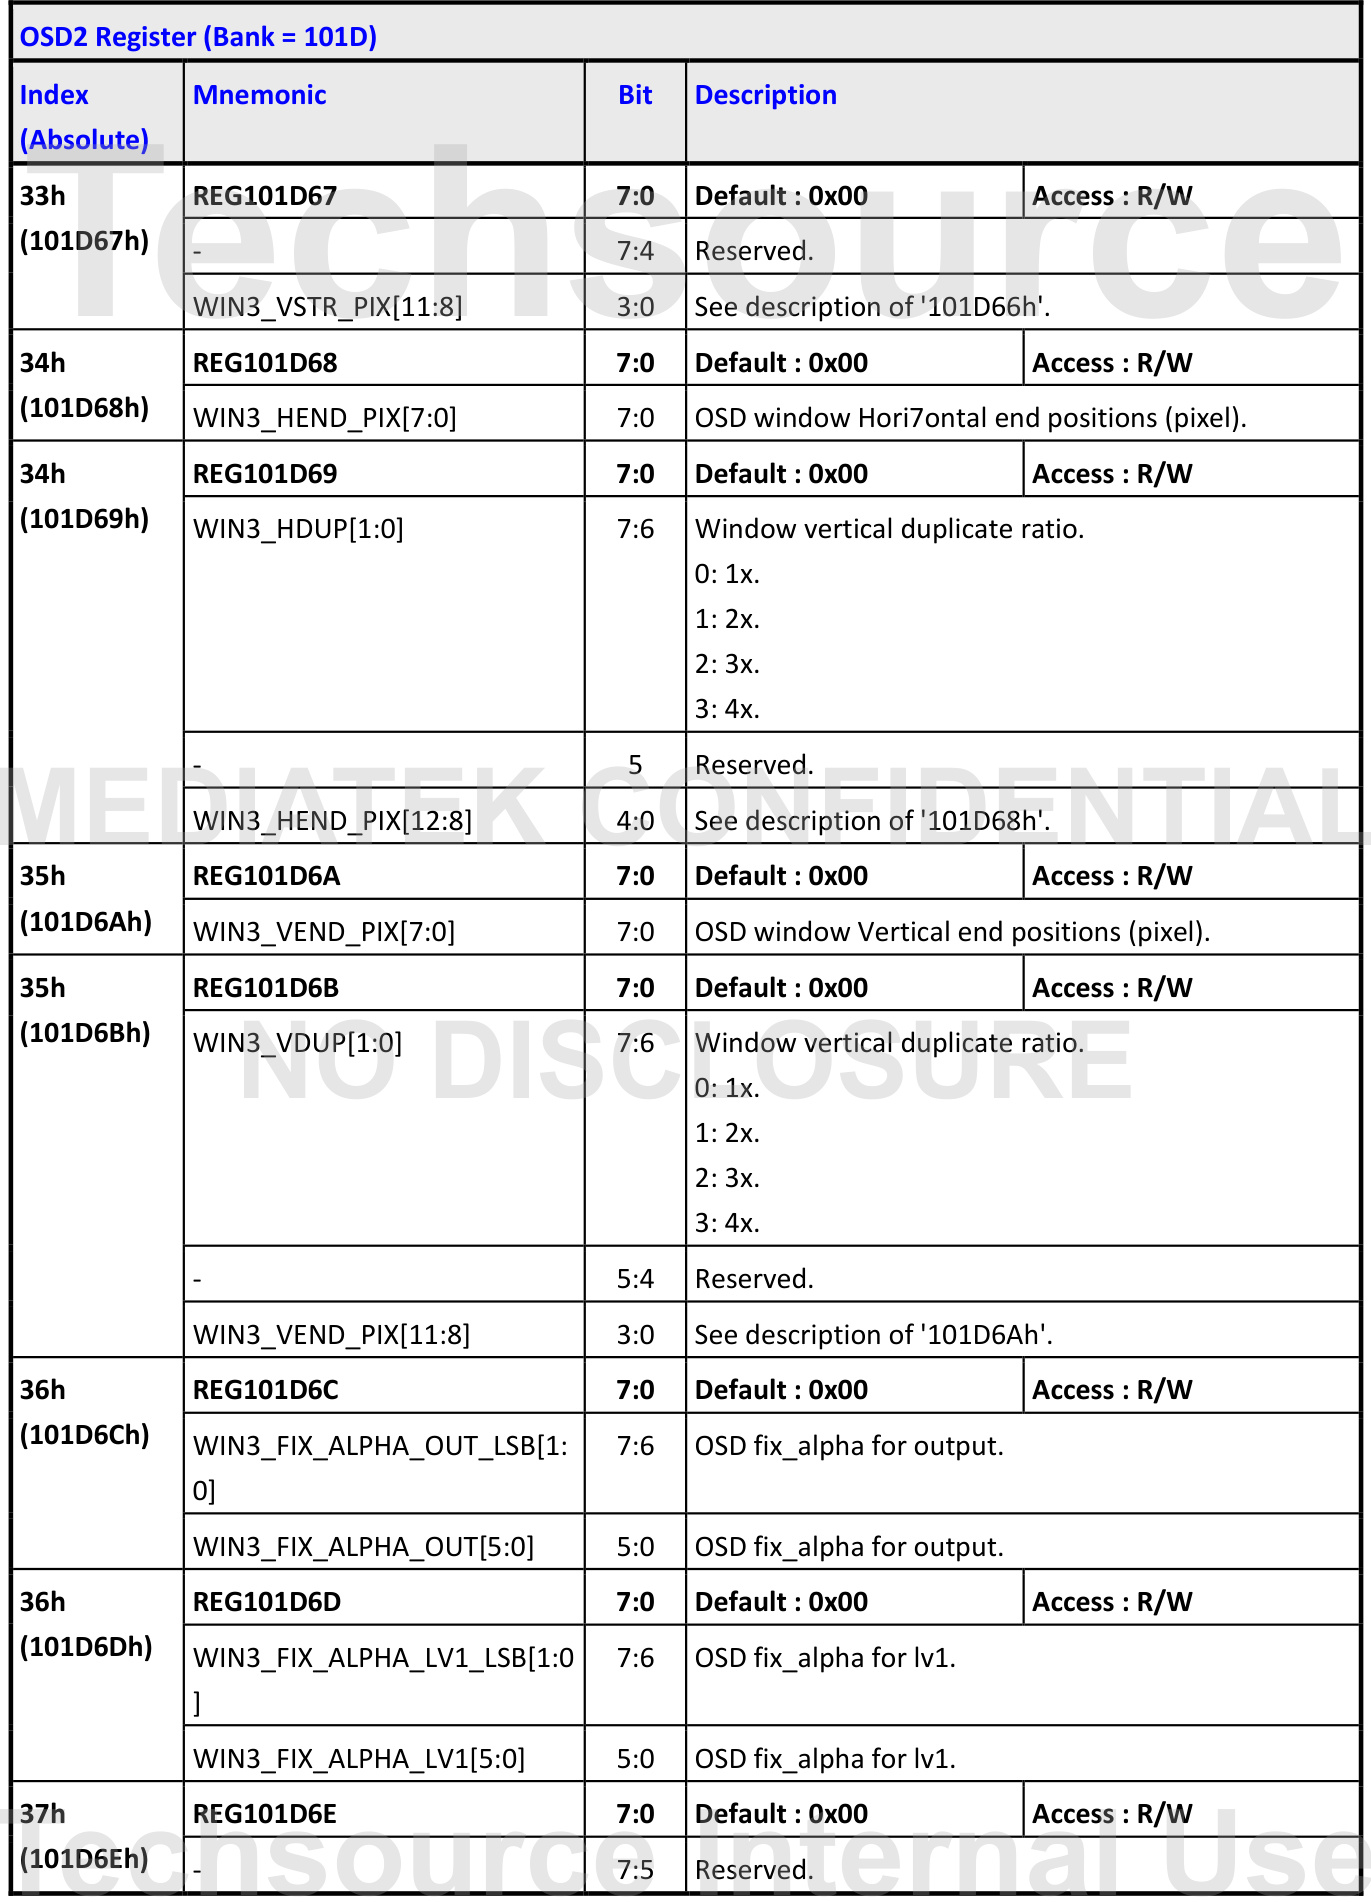 OSD2 Register (Bank = 101D)
Index
(Absolute)
Mnemonic
Bit
Description
33h
(101D67h)
REG101D67
7:0
Default : 0x00
Access : R/W
-
7:4
Reserved.
WIN3_VSTR_PIX[11:8]
3:0
See description of '101D66h'.
34h
(101D68h)
REG101D68
7:0
Default : 0x00
Access : R/W
WIN3_HEND_PIX[7:0]
7:0
OSD window Hori7ontal end positions (pixel).
34h
(101D69h)
REG101D69
7:0
Default : 0x00
Access : R/W
WIN3_HDUP[1:0]
7:6
Window vertical duplicate ratio.
0: 1x.
1: 2x.
2: 3x.
3: 4x.
-
5
Reserved.
WIN3_HEND_PIX[12:8]
4:0
See description of '101D68h'.
35h
(101D6Ah)
REG101D6A
7:0
Default : 0x00
Access : R/W
WIN3_VEND_PIX[7:0]
7:0
OSD window Vertical end positions (pixel).
35h
(101D6Bh)
REG101D6B
7:0
Default : 0x00
Access : R/W
WIN3_VDUP[1:0]
7:6
Window vertical duplicate ratio.
0: 1x.
1: 2x.
2: 3x.
3: 4x.
-
5:4
Reserved.
WIN3_VEND_PIX[11:8]
3:0
See description of '101D6Ah'.
36h
(101D6Ch)
REG101D6C
7:0
Default : 0x00
Access : R/W
WIN3_FIX_ALPHA_OUT_LSB[1:
0]
7:6
OSD fix_alpha for output.
WIN3_FIX_ALPHA_OUT[5:0]
5:0
OSD fix_alpha for output.
36h
(101D6Dh)
REG101D6D
7:0
Default : 0x00
Access : R/W
WIN3_FIX_ALPHA_LV1_LSB[1:0
]
7:6
OSD fix_alpha for lv1.
WIN3_FIX_ALPHA_LV1[5:0]
5:0
OSD fix_alpha for lv1.
37h
(101D6Eh)
REG101D6E
7:0
Default : 0x00
Access : R/W
-
7:5
Reserved.
Techsource
MEDIATEK CONFIDENTIAL
NO DISCLOSURE
Techsource Internal Use